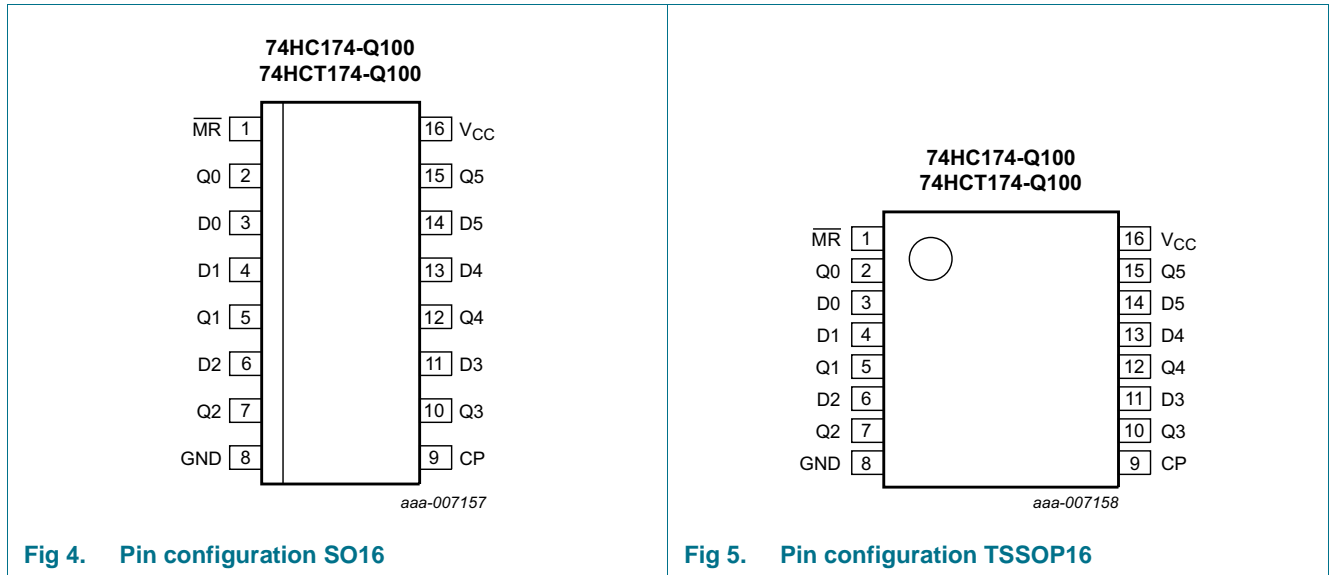 74HC174-Q100
74HCT174-Q100
MR 1
16 VCC
Q0 2
15 Q5
D0 3
14 D5
D1 4
13 D4
Q1 5
12 Q4
D2 6
11 D3
Q2 7
10 Q3
GND 8
9 CP
aaa-007157
Fig 4. Pin configuration SO16
74HC174-Q100
74HCT174-Q100
MR 1
16 VCC
Q0 2
15 Q5
D0 3
14 D5
D1 4
13 D4
Q1 5
12 Q4
D2 6
11 D3
Q2 7
10 Q3
GND 8
9 CP
aaa-007158
Fig 5. Pin configuration TSSOP16